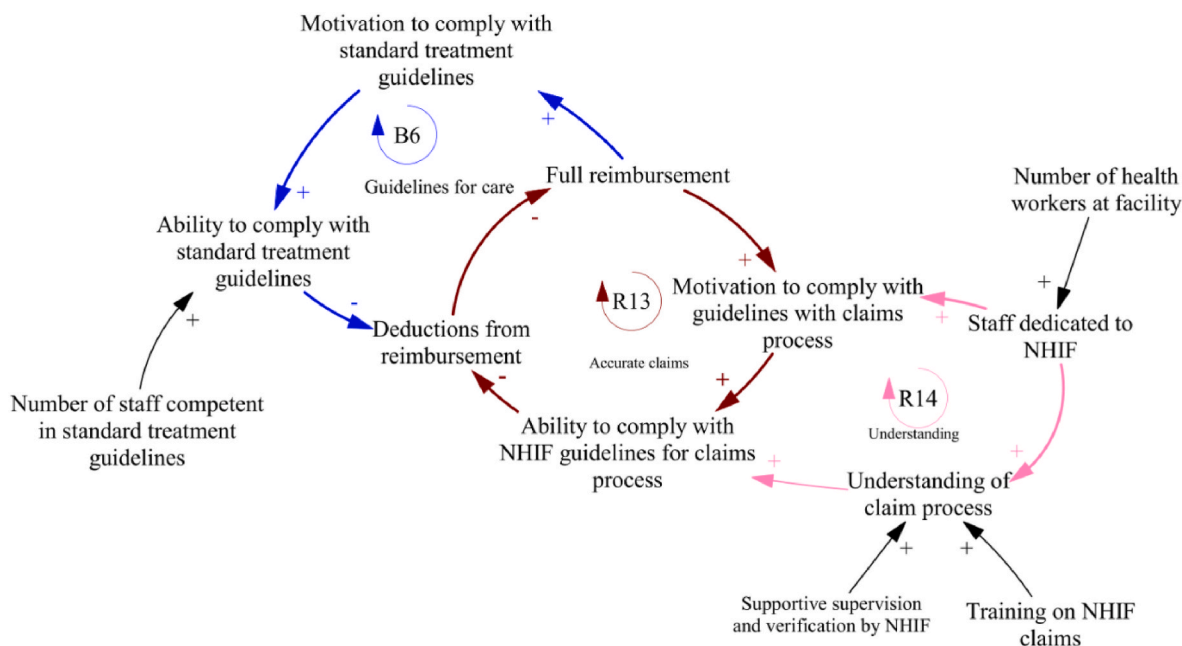 Motivation to comply with
standard treatment
guidelines
+
B6
Guidelines for care
Full reimbursement
-
+
Ability to comply with
standard treatment
guidelines
+
-
Number of staff competent
in standard treatment
guidelines
Deductions from
reimbursement
-
R13
Accurate claims
+
Motivation to comply with
guidelines with claims
process
+
Number of health
workers at facility
+
Staff dedicated to
NHIF
+
R14
Understanding
Ability to comply with
NHIF guidelines for claims
process
+
+
Understanding of
claim process
+
+
Supportive supervision
and verification by NHIF
Training on NHIF
claims